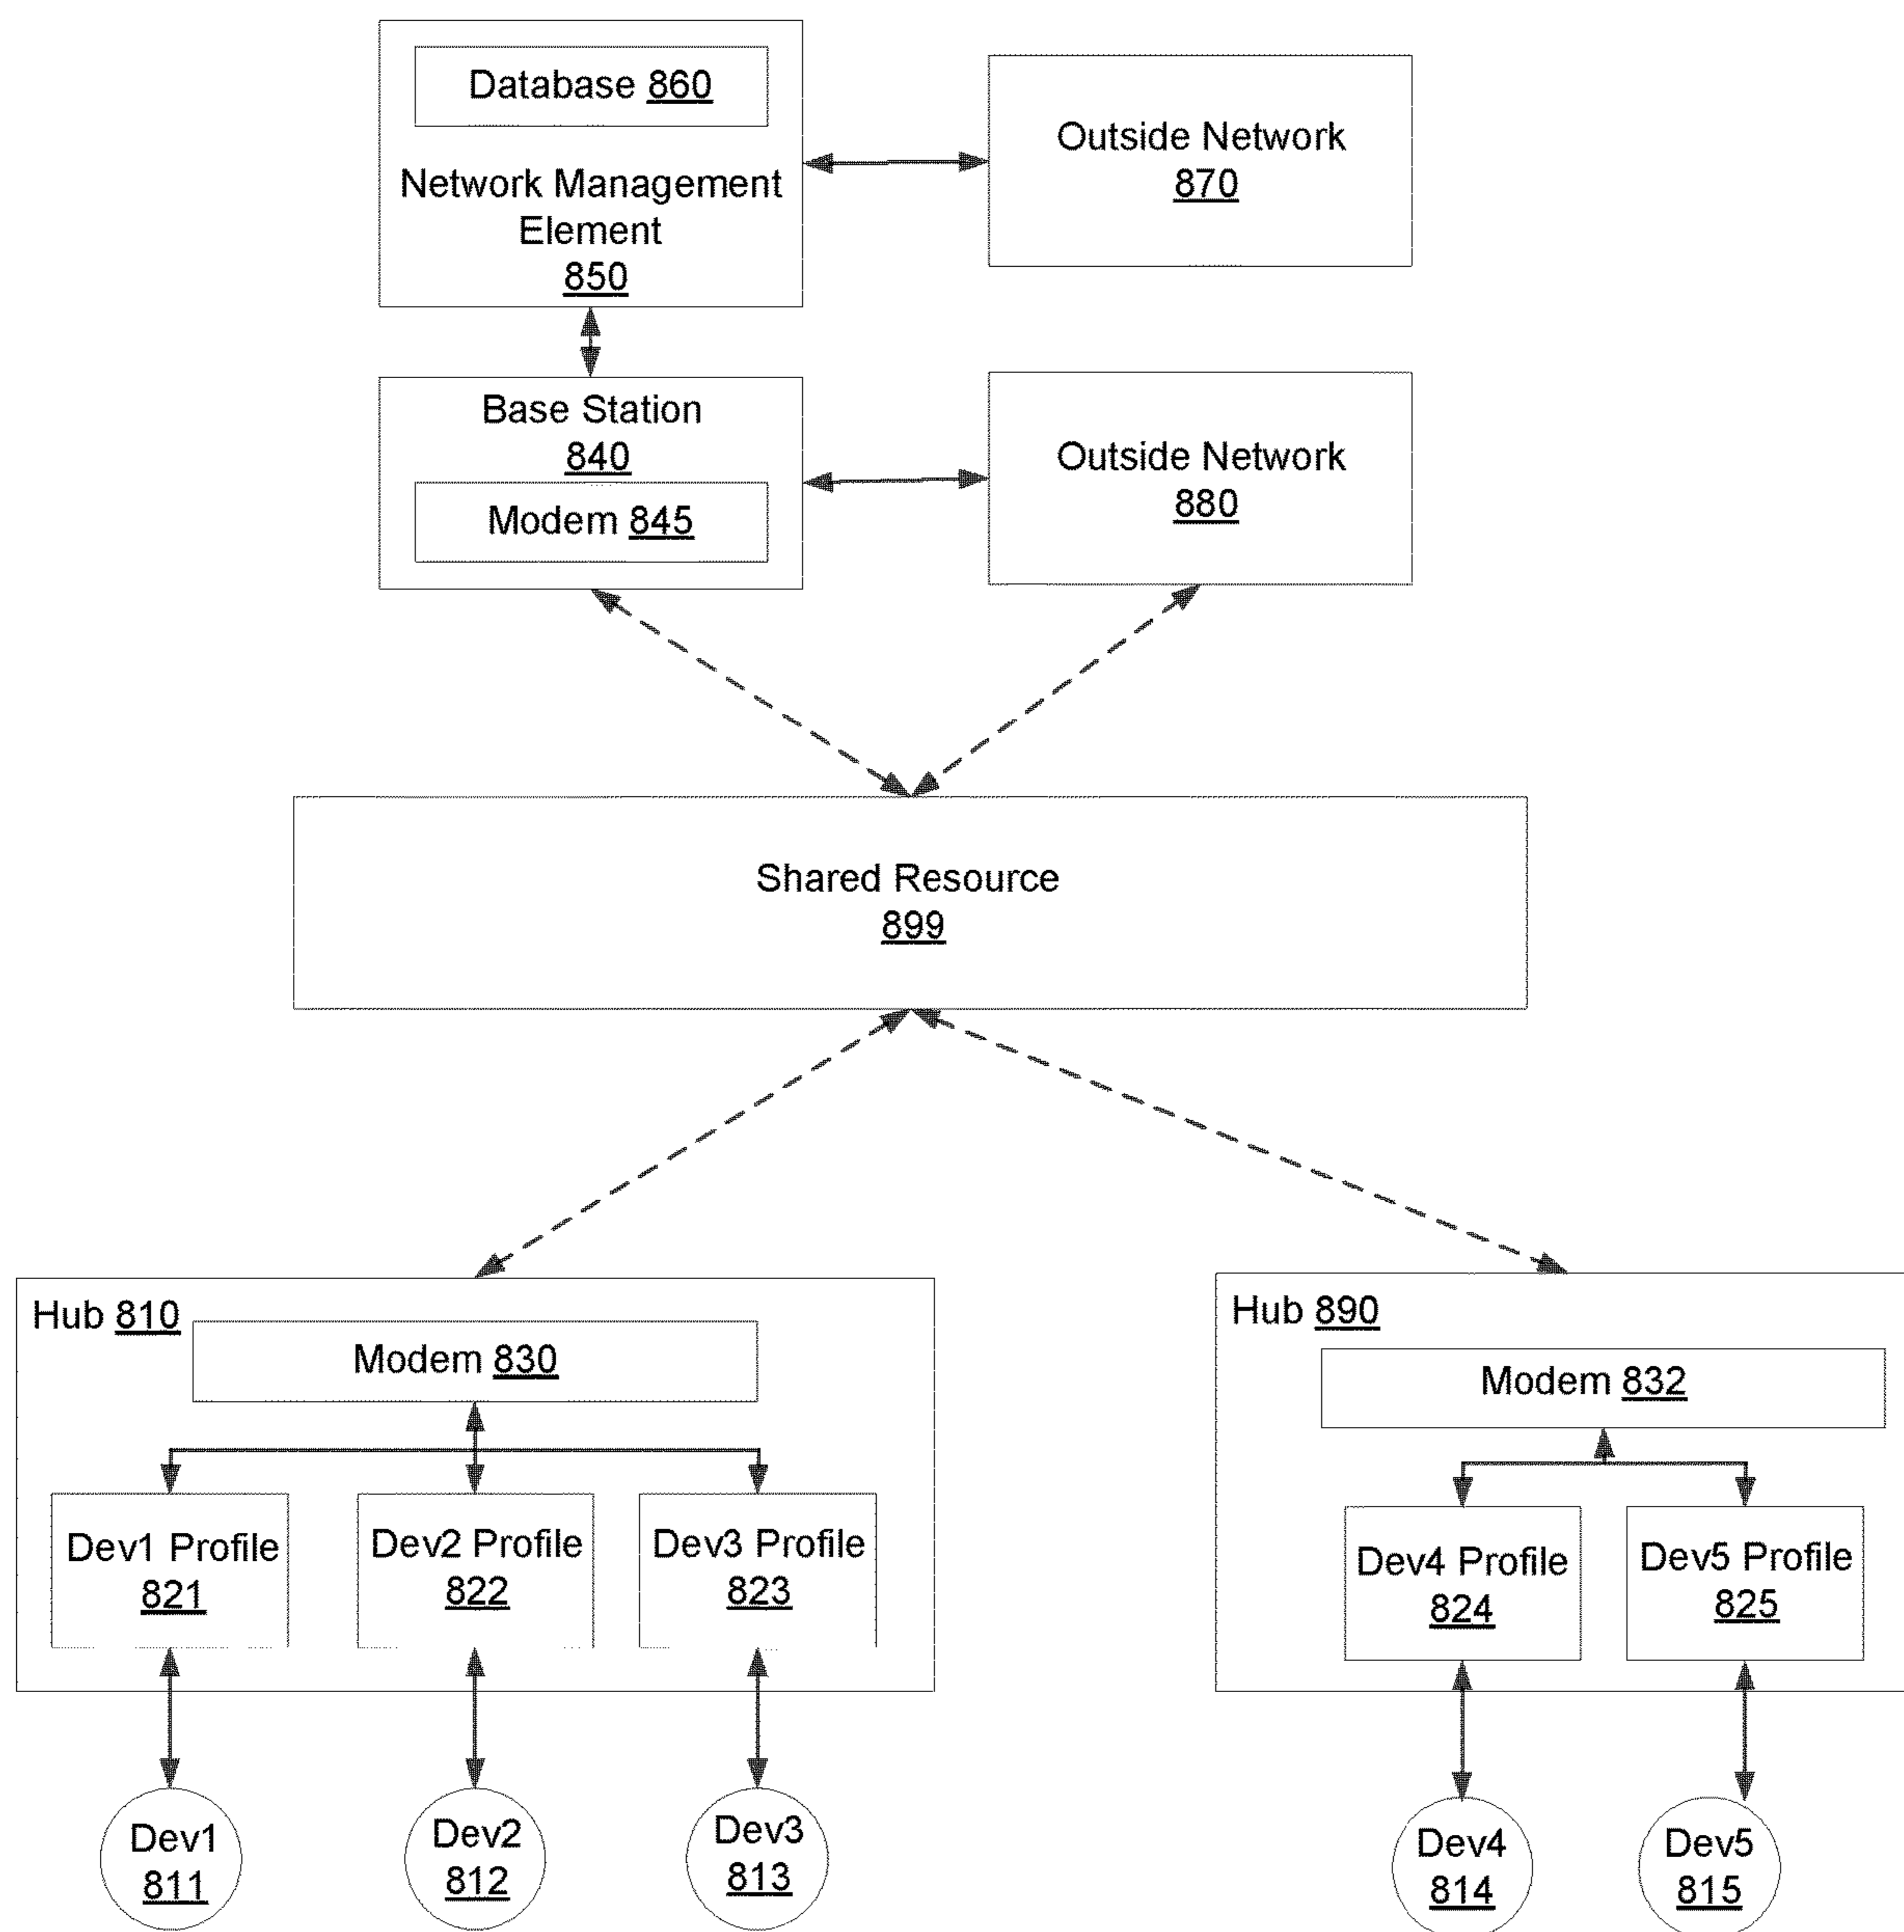 Database 860
Network Management
Element
850
Outside Network
870
Base Station
840
Modem 845
Outside Network
880
Shared Resource
899
Hub 810
Modem 830
Dev1 Profile
821
Dev2 Profile
822
Dev3 Profile
823
Hub 890
Modem 832
Dev4 Profile
824
Dev5 Profile
825
Dev1
811
Dev2
812
Dev3
813
Dev4
814
Dev5
815